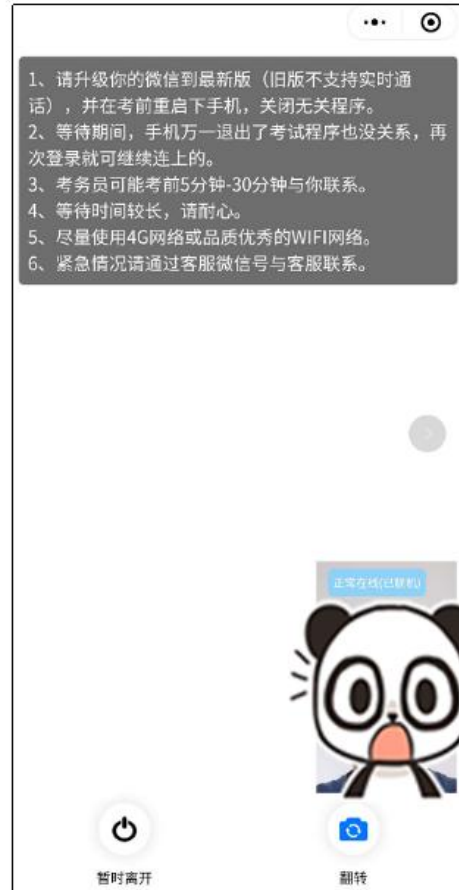 1、请升级你的微信到最新版（旧版不支持实时通
话），并在考前重启下手机，关闭无关程序。
2、等待期间，手机万一退出了考试程序也没关系，再
次登录就可继续连上的。
3、考务员可能考前5分钟-30分钟与你联系。
4、等待时间较长，请耐心。
5、尽量使用4G网络或品质优秀的WIFI网络。
6、紧急情况请通过客服微信号与客服联系。
正常在线(已联机)
暂时离开
翻转